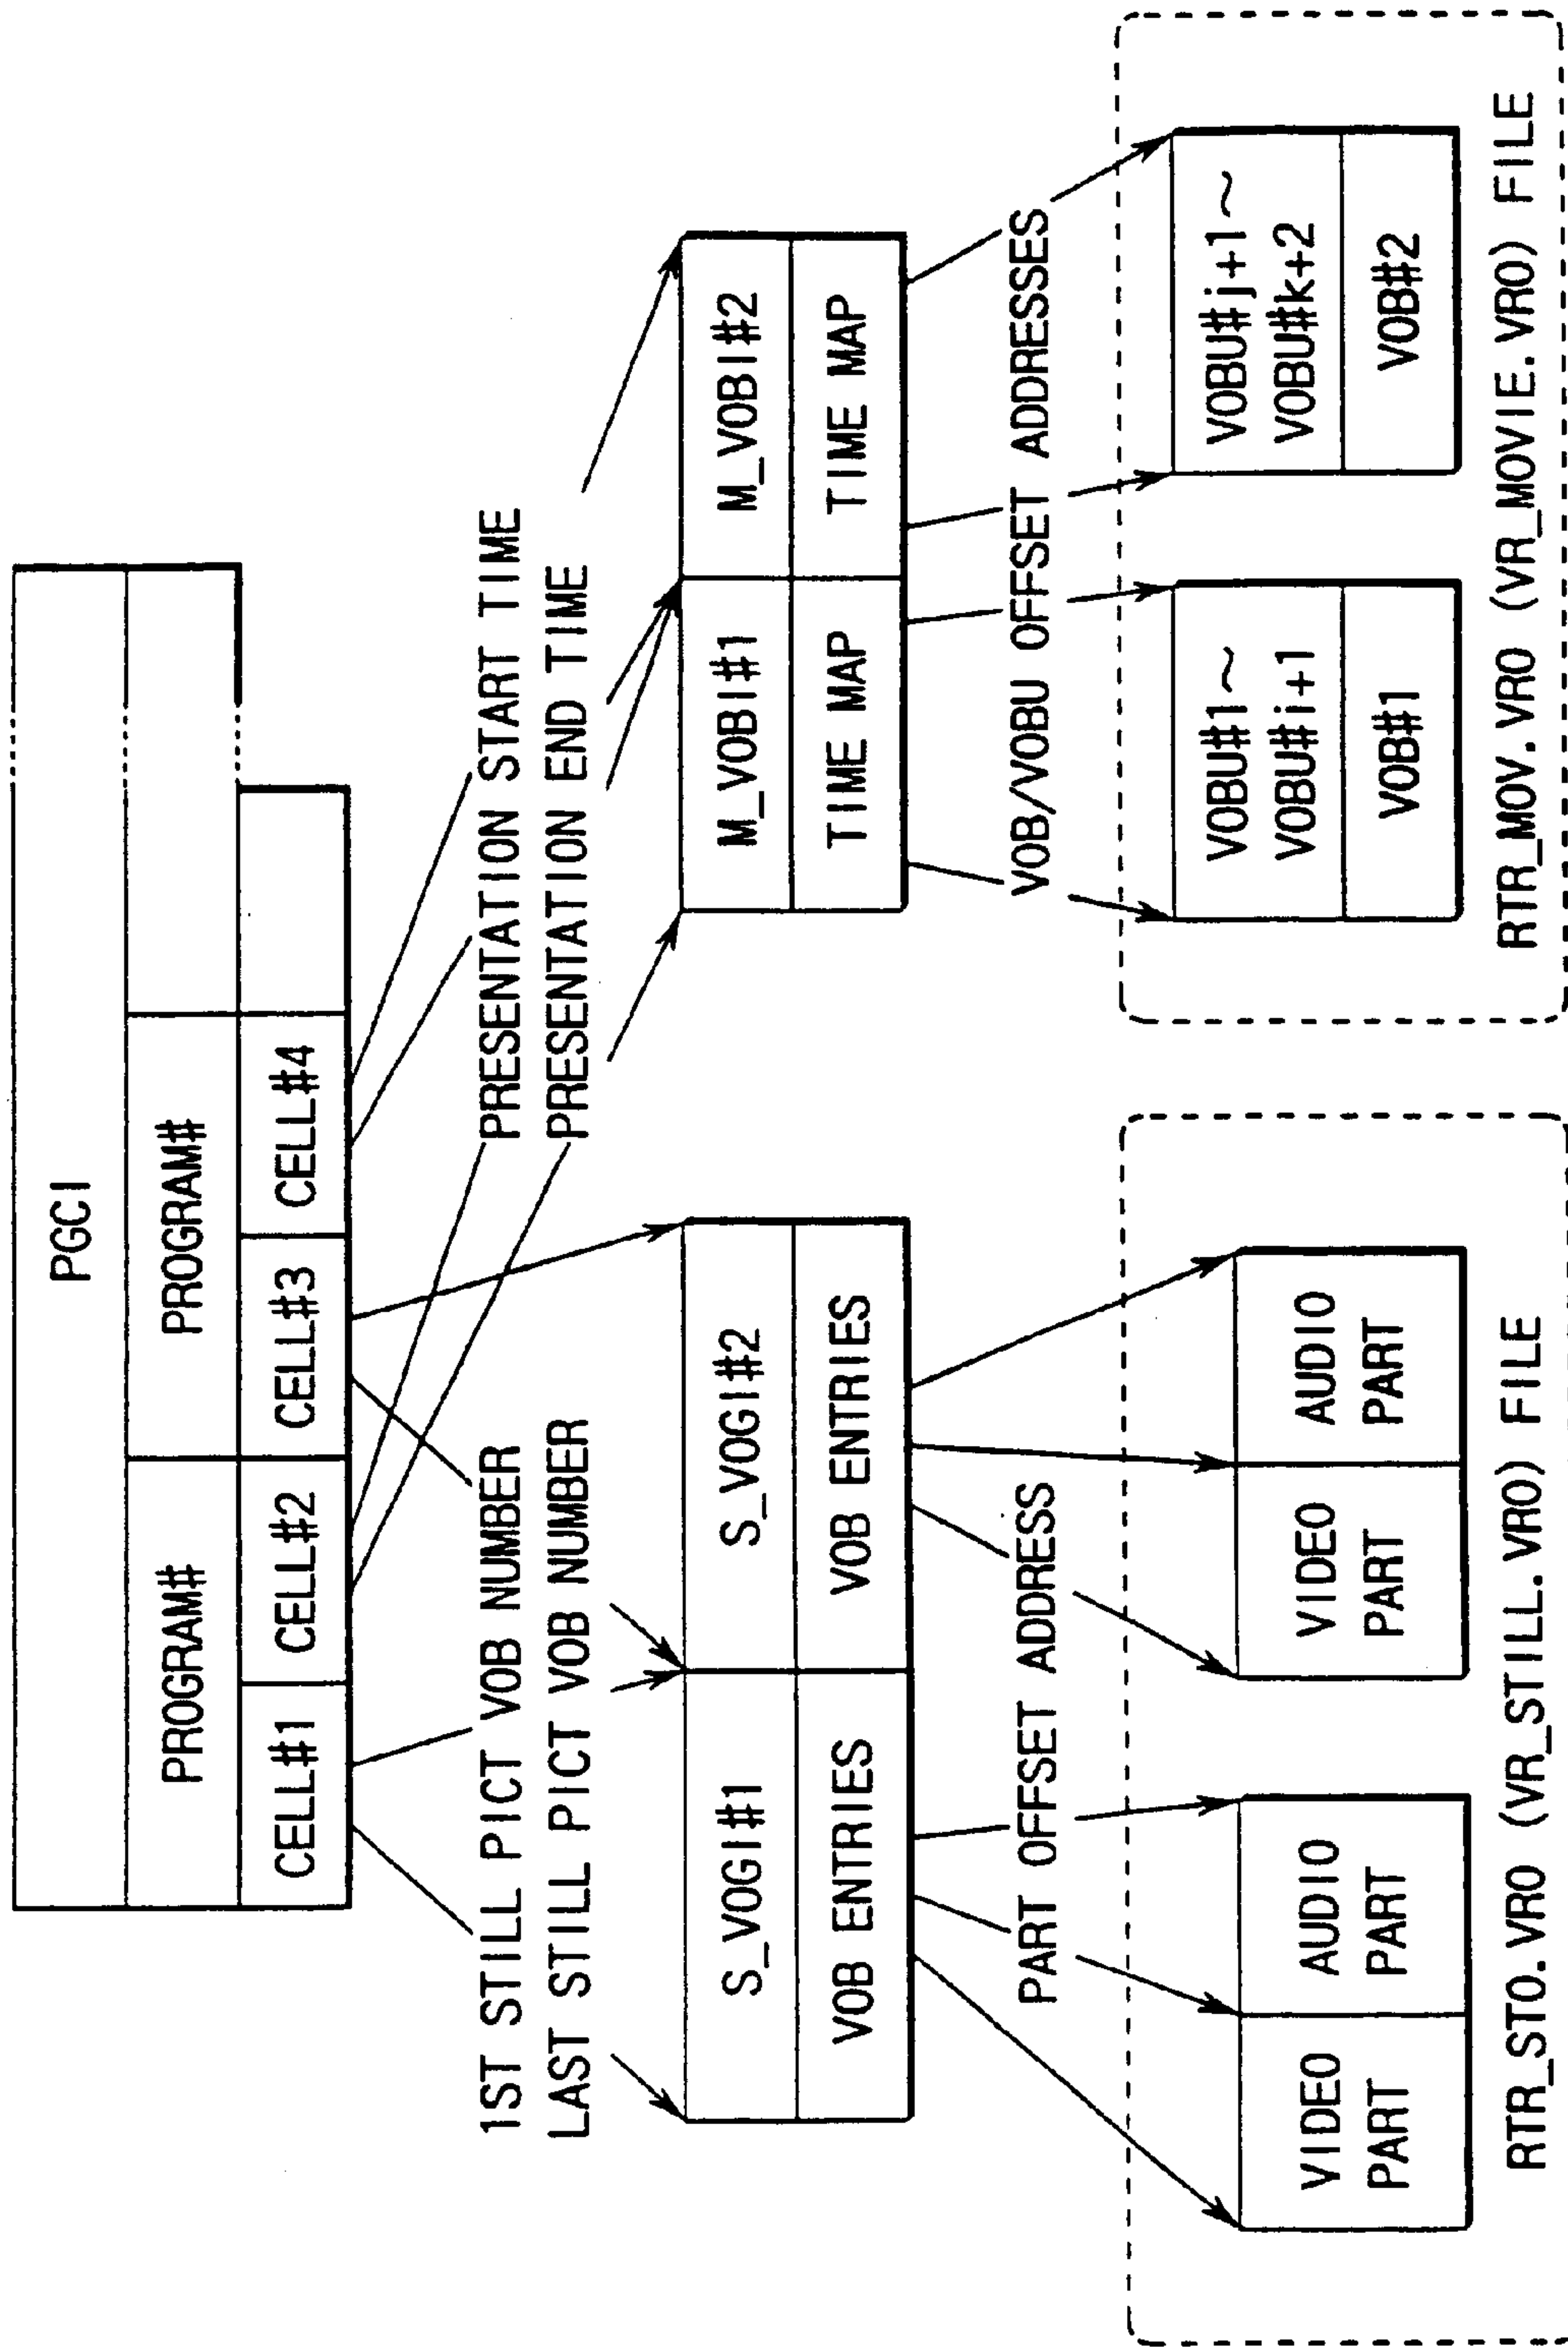 PGCI
PROGRAM# PROGRAM#
CELL#1 CELL#2 CELL#3 CELL#4
1ST STILL PICT VOB NUMBER
LAST STILL PICT VOB NUMBER
PRESENTATION START TIME
PRESENTATION END TIME
S_VOGI#1 S_VOGI#2
VOB ENTRIES VOB ENTRIES
M_VOBI#1 M_VOBI#2
TIME MAP TIME MAP
PART OFFSET ADDRESS
VOB/VOBU OFFSET ADDRESSES
VIDEO PART
AUDIO PART
VIDEO PART
AUDIO PART
RTR_STO.VRO (VR_STILL.VRO) FILE
VOBU#1~
VOBU#i+1
VOB#1
VOBU#j+1~
VOBU#k+2
VOB#2
RTR_MOV.VRO (VR_MOVIE.VRO) FILE